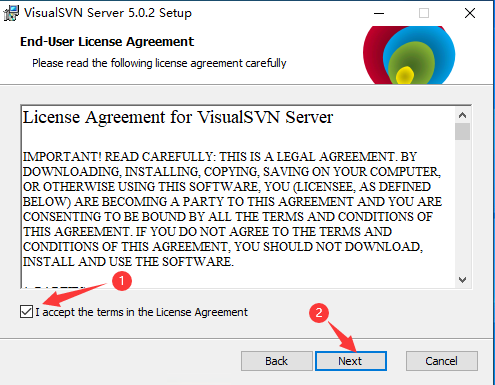 VisualSVN Server 5.0.2 Setup
End-User License Agreement
Please read the following license agreement carefully
License Agreement for VisualSVN Server
IMPORTANT! READ CAREFULLY: THIS IS A LEGAL AGREEMENT. BY
DOWNLOADING, INSTALLING, COPYING, SAVING ON YOUR COMPUTER,
OR OTHERWISE USING THIS SOFTWARE, YOU (LICENSEE, AS DEFINED
BELOW) ARE BECOMING A PARTY TO THIS AGREEMENT AND YOU ARE
CONSENTING TO BE BOUND BY ALL THE TERMS AND CONDITIONS OF
THIS AGREEMENT. IF YOU DO NOT AGREE TO THE TERMS AND
CONDITIONS OF THIS AGREEMENT, YOU SHOULD NOT DOWNLOAD,
INSTALL AND USE THE SOFTWARE.
1
I accept the terms in the License Agreement
2
Back
Next
Cancel